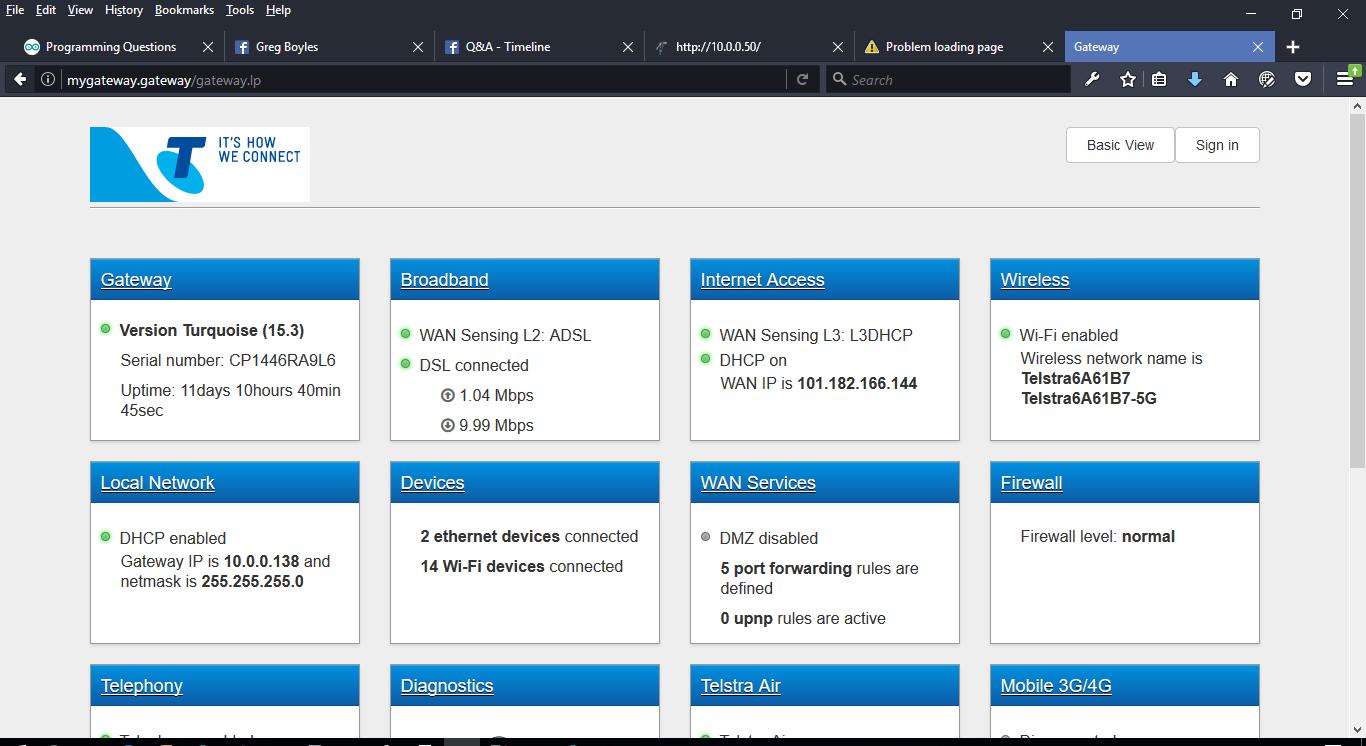 File Edit View History Bookmarks Tools Help
Programming Questions
Greg Boyles
Q&A - Timeline
http://10.0.0.50/
Problem loading page
Gateway
mygateway.gateway/gateway.lp
Search
T
IT'S HOW
WE CONNECT
Basic View
Sign in
Gateway
Version Turquoise (15.3)
Serial number: CP1446RA9L6
Uptime: 11days 10hours 40min
45sec
Broadband
WAN Sensing L2: ADSL
DSL connected
1.04 Mbps
9.99 Mbps
Internet Access
WAN Sensing L3: L3DHCP
DHCP on
WAN IP is 101.182.166.144
Wireless
Wi-Fi enabled
Wireless network name is
Telstra6A61B7
Telstra6A61B7-5G
Local Network
DHCP enabled
Gateway IP is 10.0.0.138 and
netmask is 255.255.255.0
Devices
2 ethernet devices connected
14 Wi-Fi devices connected
WAN Services
DMZ disabled
5 port forwarding rules are
defined
0 upnp rules are active
Firewall
Firewall level: normal
Telephony
Diagnostics
Telstra Air
Mobile 3G/4G